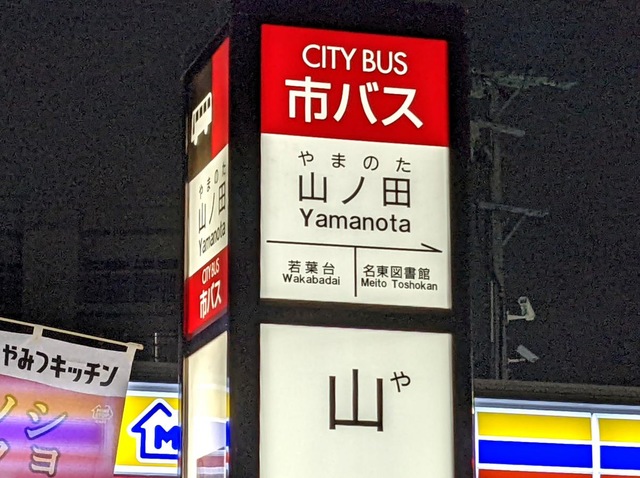 CITY BUS
市バス
やまのた
山ノ田
Yamanota
若葉台
Wakabadai
名東図書館
Meito Toshokan
山や
やまのた
山ノ田
Yamanota
CITY BUS
市バス
やみつキッチン
M